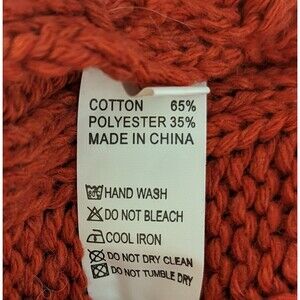 COTTON 65%
POLYESTER 35%
MADE IN CHINA
HAND WASH
DO NOT BLEACH
COOL IRON
DO NOT DRY CLEAN
DO NOT TUMBLE DRY